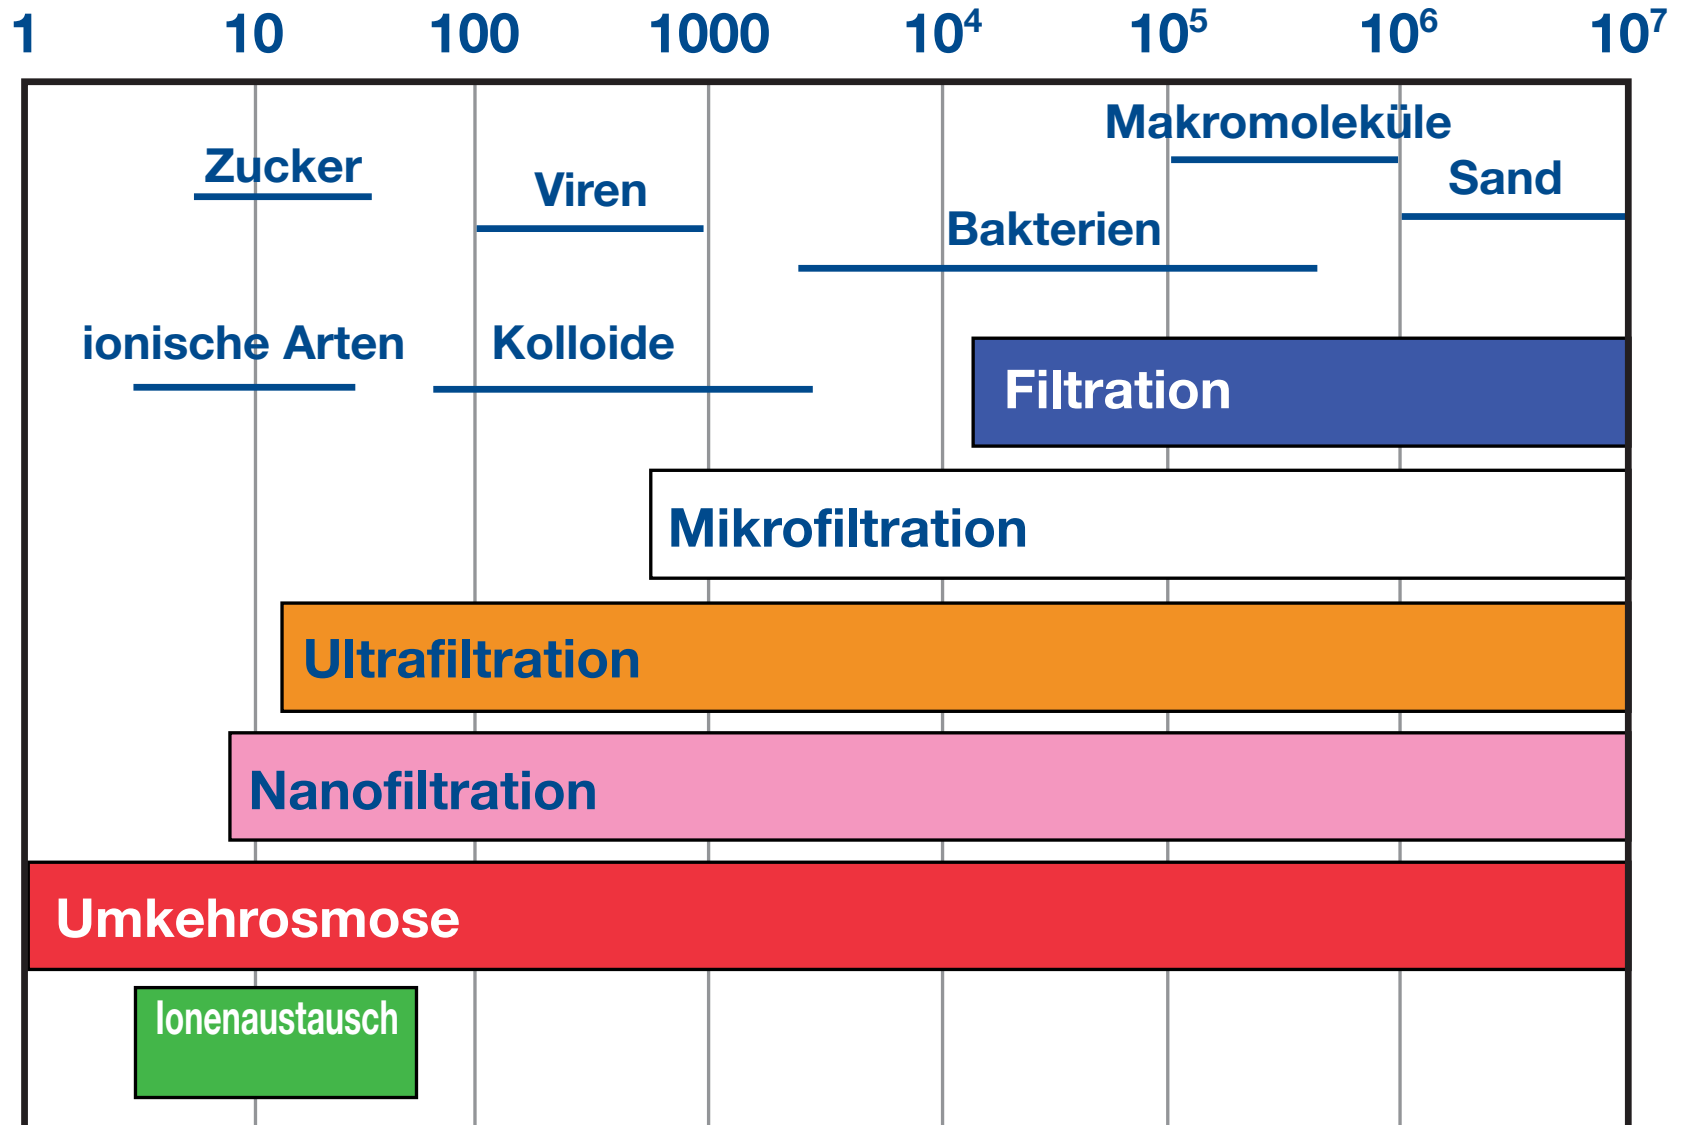 1 10 100 1000 10⁴ 10⁵ 10⁶ 10⁷
Makromoleküle
Zucker
Viren
Sand
Bakterien
ionische Arten
Kolloide
Filtration
Mikrofiltration
Ultrafiltration
Nanofiltration
Umkehrosmose
Ionenaustausch